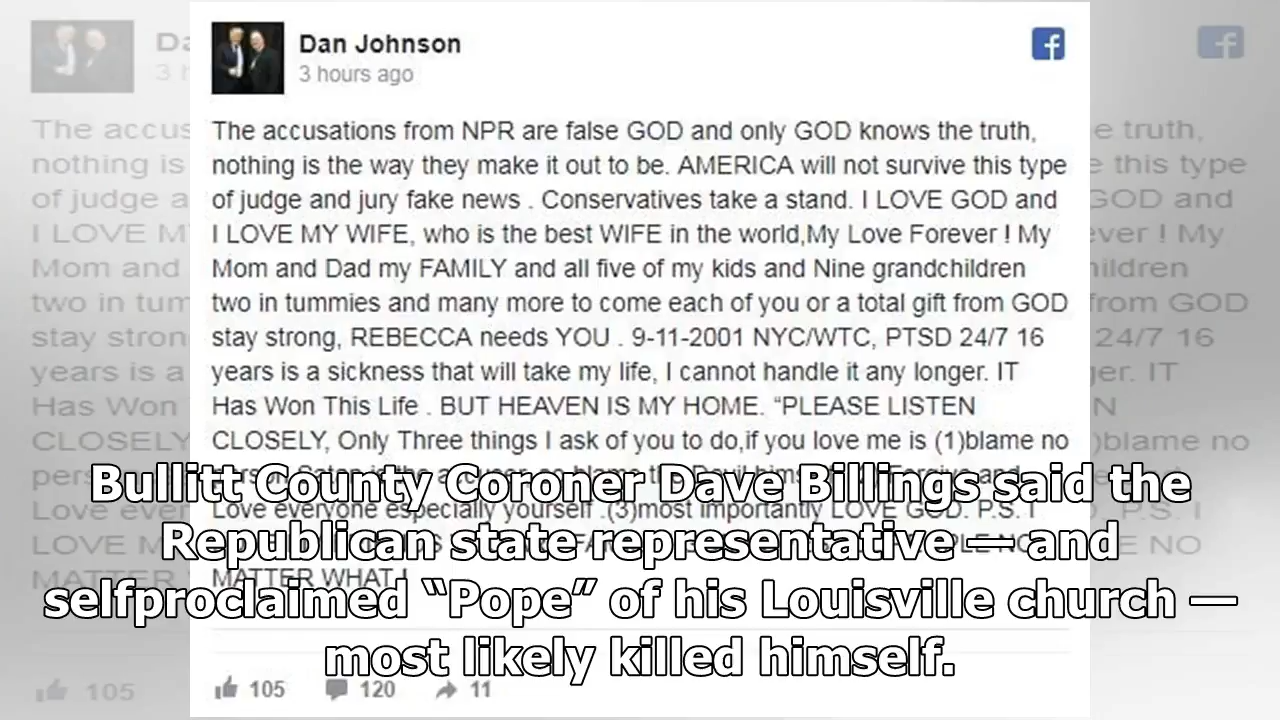 Dan Johnson
3 hours ago
The accusations from NPR are false GOD and only GOD knows the truth,
nothing is the way they make it out to be. AMERICA will not survive this type
of judge and jury fake news . Conservatives take a stand. I LOVE GOD and
I LOVE MY WIFE, who is the best WIFE in the world,My Love Forever ! My
Mom and Dad my FAMILY and all five of my kids and Nine grandchildren
two in tummies and many more to come each of you or a total gift from GOD
stay strong, REBECCA needs YOU . 9-11-2001 NYC/WTC, PTSD 24/7 16
years is a sickness that will take my life, I cannot handle it any longer. IT
Has Won This Life . BUT HEAVEN IS MY HOME. “PLEASE LISTEN
CLOSELY, Only Three things I ask of you to do,if you love me is (1)blame no
Love everyone especially yourself .(3)most importantly LOVE GOD. P.S. I
MATTER WHAT !
Bullitt County Coroner Dave Billings said the
Republican state representative — and
selfproclaimed “Pope” of his Louisville church —
most likely killed himself.
105 120 11